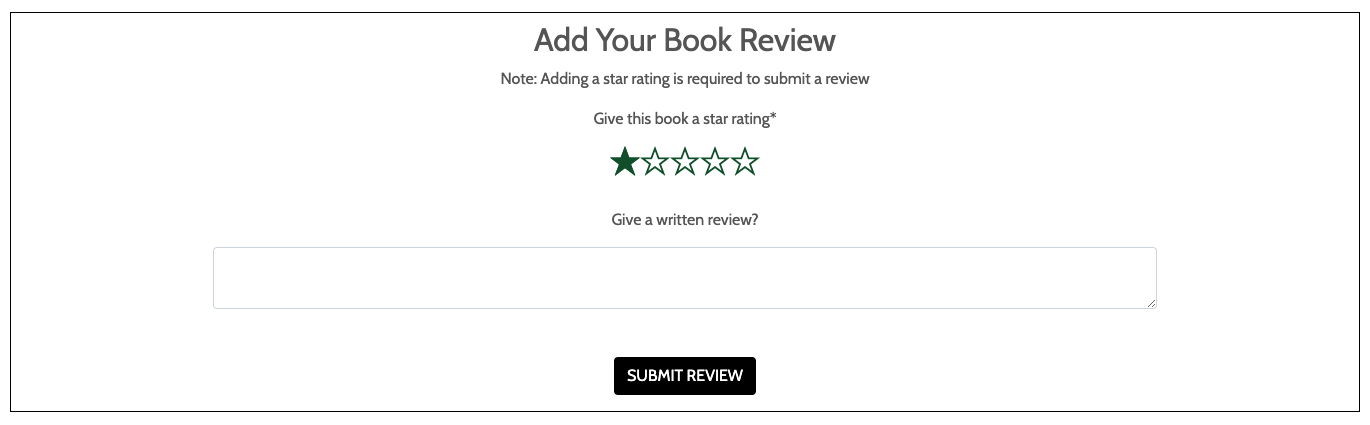 Add Your Book Review
Note: Adding a star rating is required to submit a review
Give this book a star rating*
Give a written review?
SUBMIT REVIEW